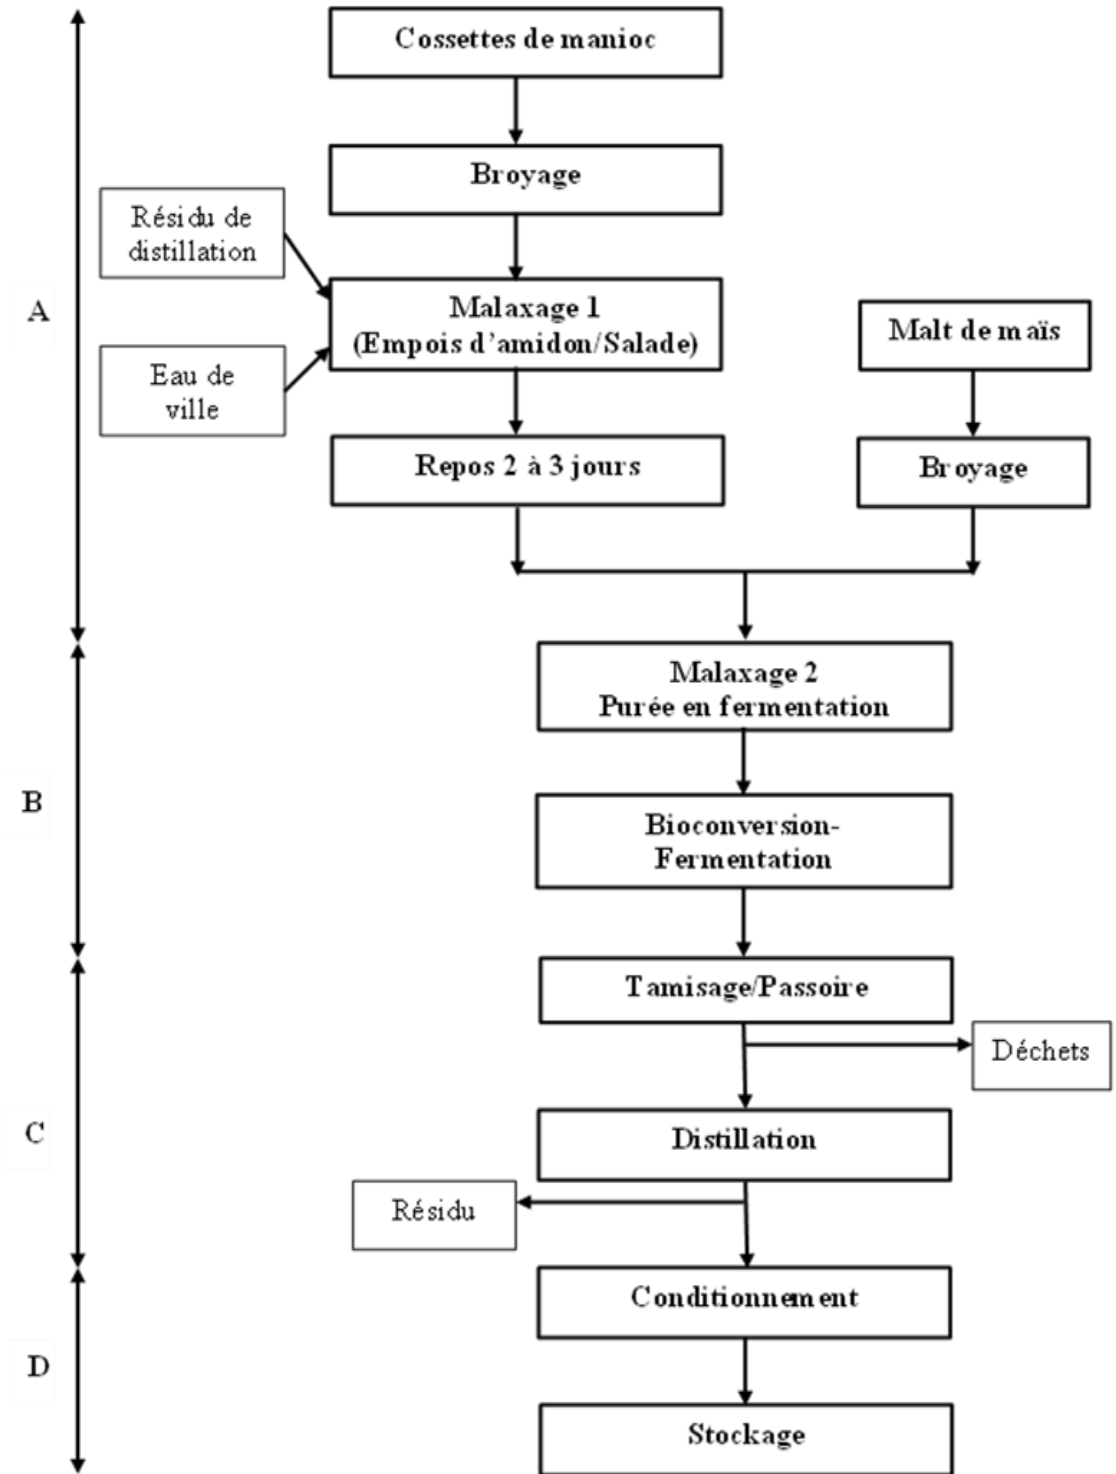 Cossettes de manioc
Broyage
Résidu de
distillation
A
Malaxage 1
(Empois d'amidon/Salade)
Malt de maïs
Eau de
ville
Repos 2 à 3 jours
Broyage
Malaxage 2
Purée en fermentation
B
Bioconversion-
Fermentation
Tamisage/Passoire
Déchets
C
Distillation
Résidu
Conditionnement
D
Stockage